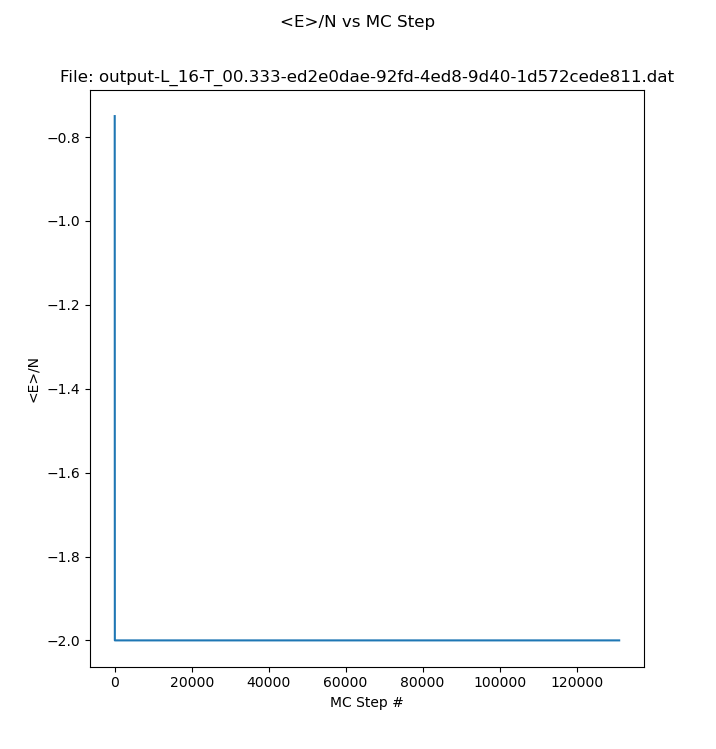 <E>/N vs MC Step
File: output-L_16-T_00.333-ed2e0dae-92fd-4ed8-9d40-1d572cede811.dat
−0.8
−1.0
−1.2
−1.4
−1.6
−1.8
−2.0
<E>/N
0 20000 40000 60000 80000 100000 120000
MC Step #